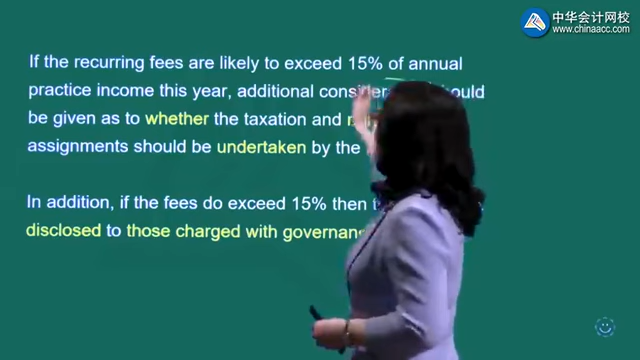 中华会计网校
www.chinaacc.com
If the recurring fees are likely to exceed 15% of annual
practice income this year, additional ould
be given as to whether the taxation and
assignments should be undertaken by the
In addition, if the fees do exceed 15% then
disclosed to those charged with